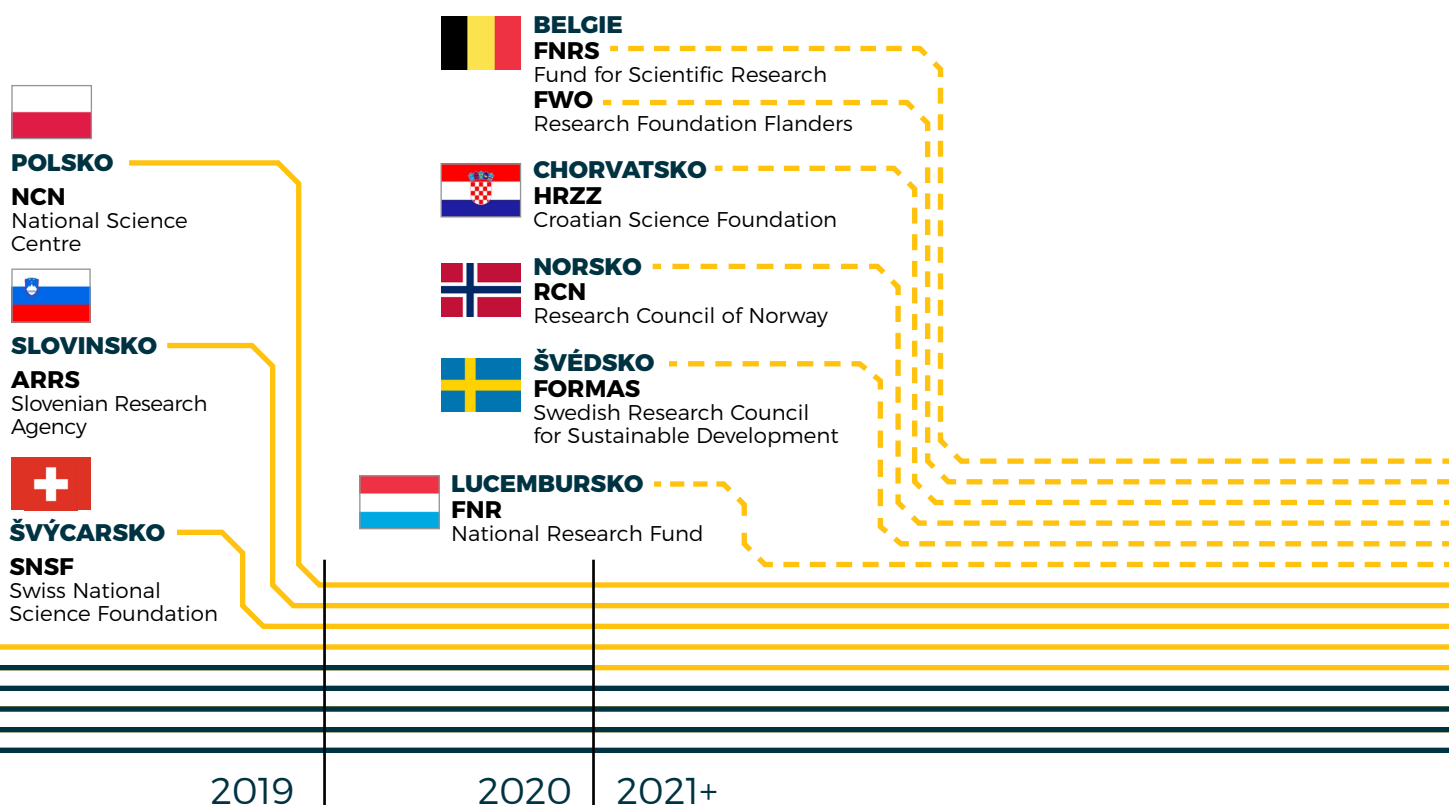 POLSKO
NCN
National Science
Centre
SLOVINSKO
ARRS
Slovenian Research
Agency
ŠVÝCARSKO
SNSF
Swiss National
Science Foundation
BELGIE
FNRS
Fund for Scientific Research
FWO
Research Foundation Flanders
CHORVATSKO
HRZZ
Croatian Science Foundation
NORSKO
RCN
Research Council of Norway
ŠVÉDSKO
FORMAS
Swedish Research Council
for Sustainable Development
LUCEMBURSKO
FNR
National Research Fund
2019
2020
2021+